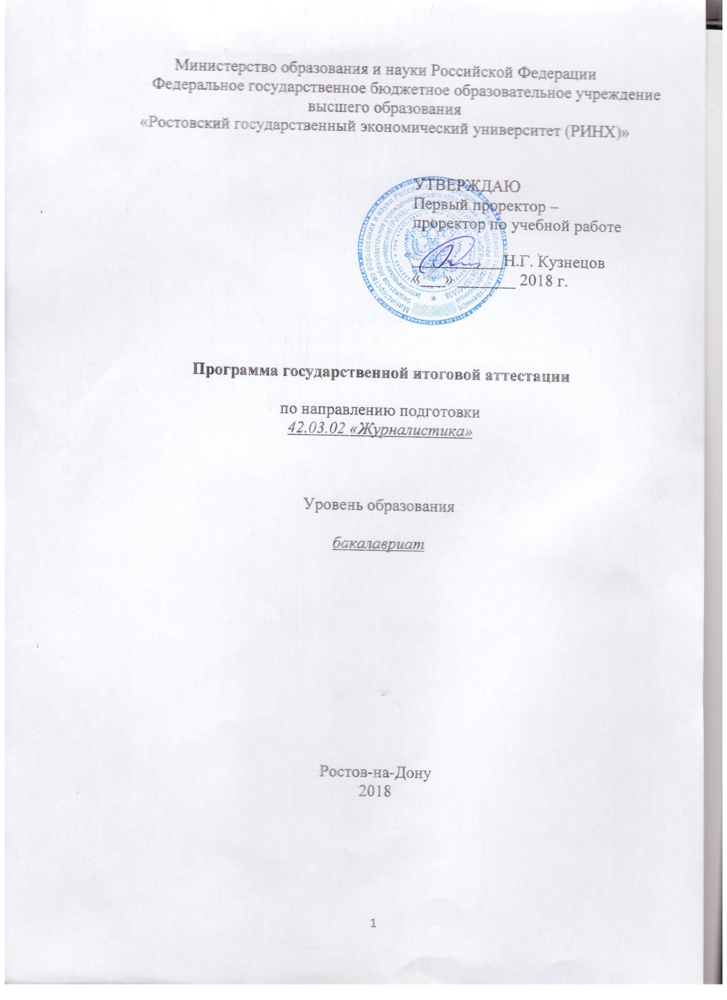 Министерство образования и науки Российской Федерации
Федеральное государственное бюджетное образовательное учреждение
высшего образования
«Ростовский государственный экономический университет (РИНХ)»
УТВЕРЖДАЮ
Первый проректор –
проректор по учебной работе
Н.Г. Кузнецов
«___» _______ 2018 г.
Программа государственной итоговой аттестации
по направлению подготовки
42.03.02 «Журналистика»
Уровень образования
бакалавриат
Ростов-на-Дону
2018
1